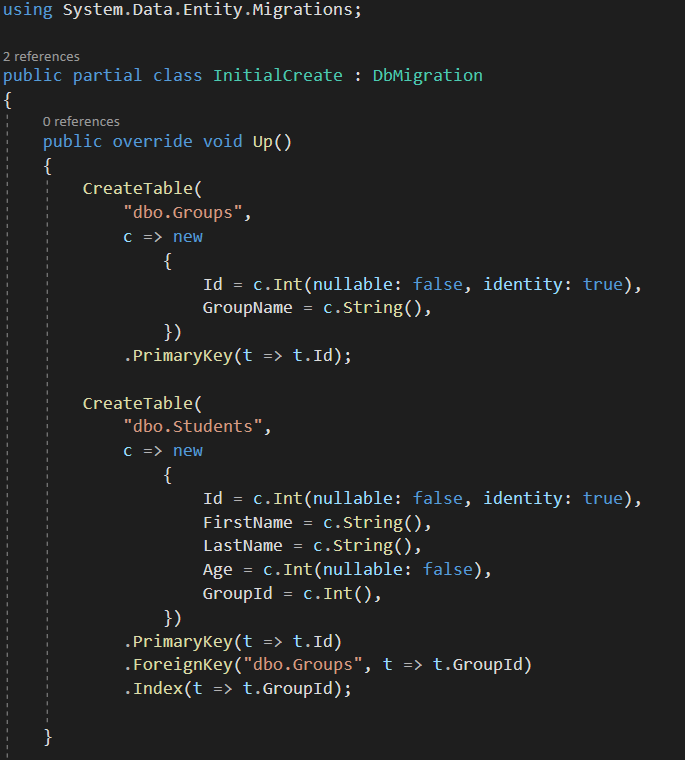 using System.Data.Entity.Migrations;
2 references
public partial class InitialCreate : DbMigration
{
0 references
public override void Up()
{
CreateTable(
"dbo.Groups",
c => new
{
Id = c.Int(nullable: false, identity: true),
GroupName = c.String(),
})
.PrimaryKey(t => t.Id);
CreateTable(
"dbo.Students",
c => new
{
Id = c.Int(nullable: false, identity: true),
FirstName = c.String(),
LastName = c.String(),
Age = c.Int(nullable: false),
GroupId = c.Int(),
})
.PrimaryKey(t => t.Id)
.ForeignKey("dbo.Groups", t => t.GroupId)
.Index(t => t.GroupId);
}